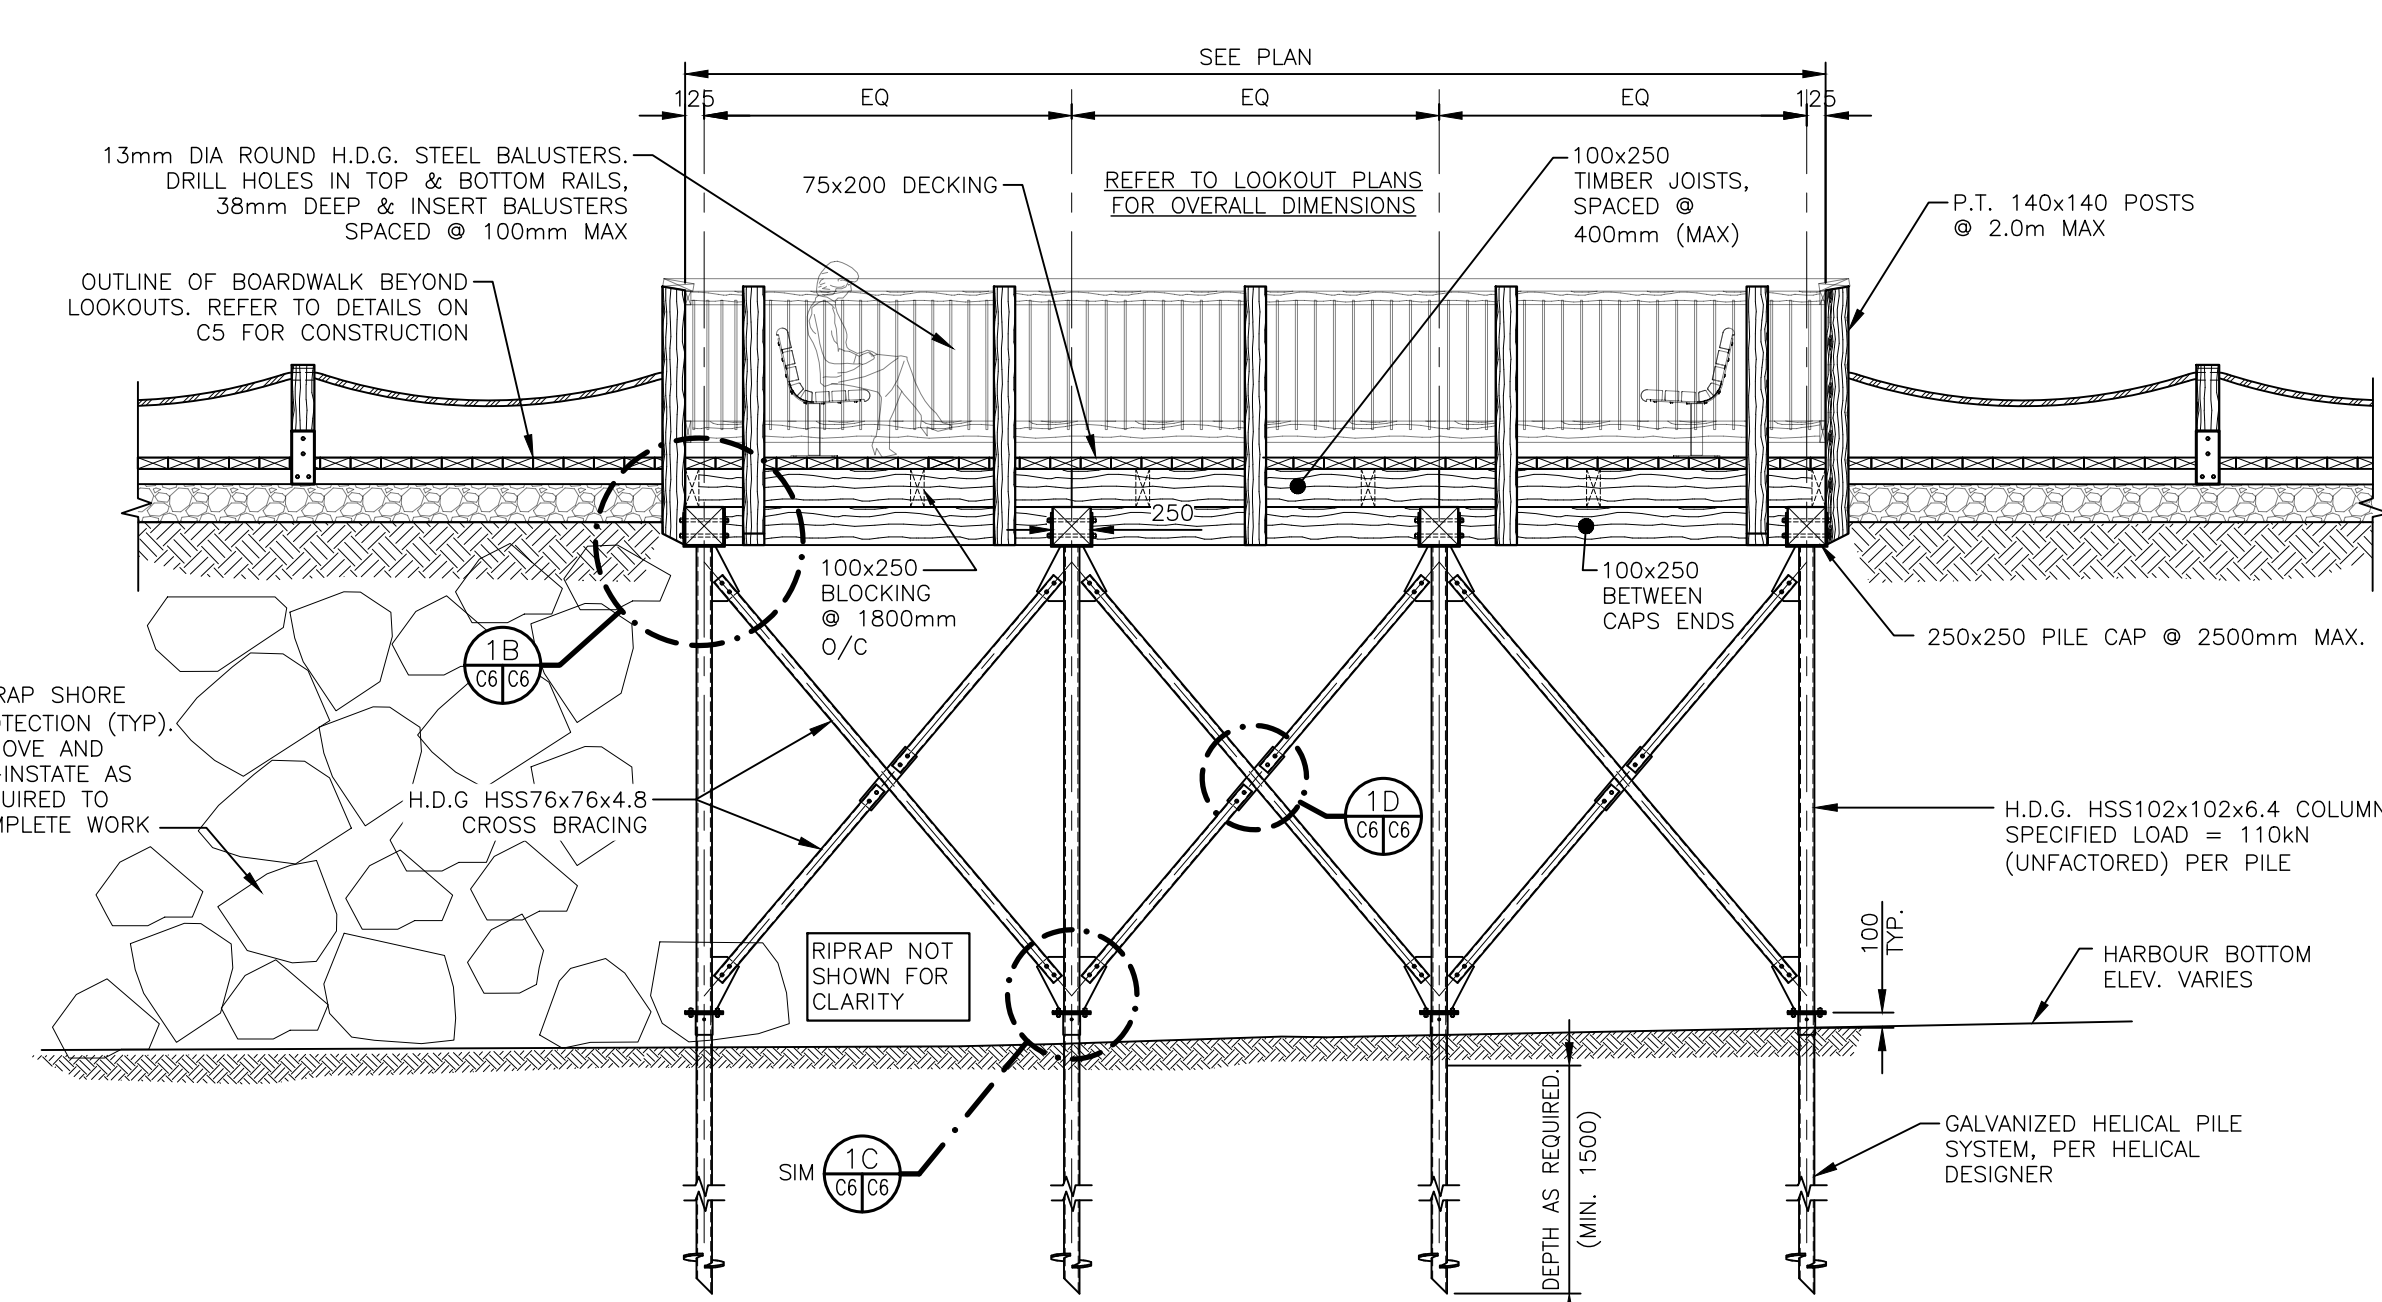 SEE PLAN
125
EQ
EQ
EQ
125
13mm DIA ROUND H.D.G. STEEL BALUSTERS.
DRILL HOLES IN TOP & BOTTOM RAILS,
38mm DEEP & INSERT BALUSTERS
SPACED @ 100mm MAX
75x200 DECKING
REFER TO LOOKOUT PLANS
FOR OVERALL DIMENSIONS
100x250
TIMBER JOISTS,
SPACED @
400mm (MAX)
P.T. 140x140 POSTS
@ 2.0m MAX
OUTLINE OF BOARDWALK BEYOND
LOOKOUTS. REFER TO DETAILS ON
C5 FOR CONSTRUCTION
250
100x250
BLOCKING
@ 1800mm
O/C
100x250
BETWEEN
CAPS ENDS
250x250 PILE CAP @ 2500mm MAX.
1B
C6 C6
RAP SHORE
OTECTION (TYP).
OVE AND
-INSTATE AS
UIRED TO
MPLETE WORK
H.D.G HSS76x76x4.8
CROSS BRACING
1D
C6 C6
H.D.G. HSS102x102x6.4 COLUMN
SPECIFIED LOAD = 110kN
(UNFACTORED) PER PILE
100
TYP.
RIPRAP NOT
SHOWN FOR
CLARITY
HARBOUR BOTTOM
ELEV. VARIES
SIM
1C
C6 C6
DEPTH AS REQUIRED.
(MIN. 1500)
GALVANIZED HELICAL PILE
SYSTEM, PER HELICAL
DESIGNER